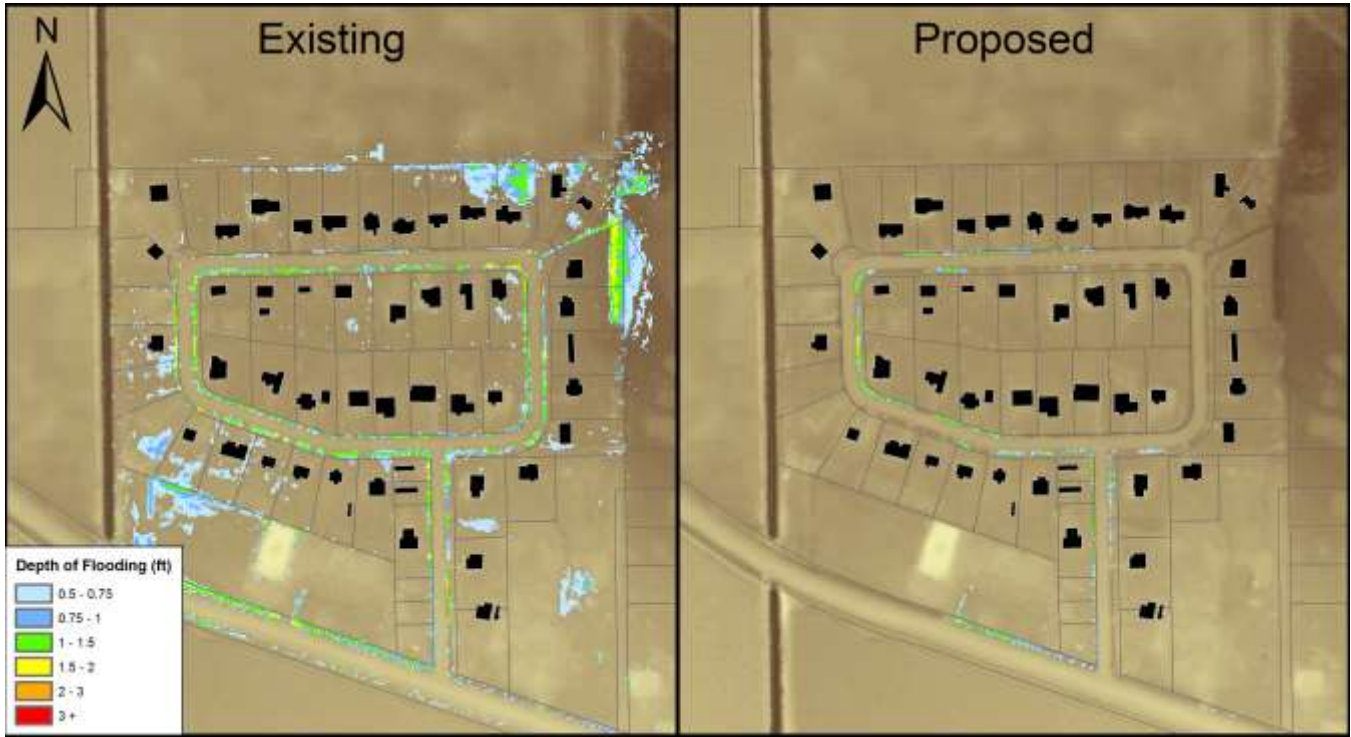 N
Existing
Proposed
Depth of Flooding (ft)
0.5 - 0.75
0.75 - 1
1 - 1.5
1.5 - 2
2 - 3
3 +